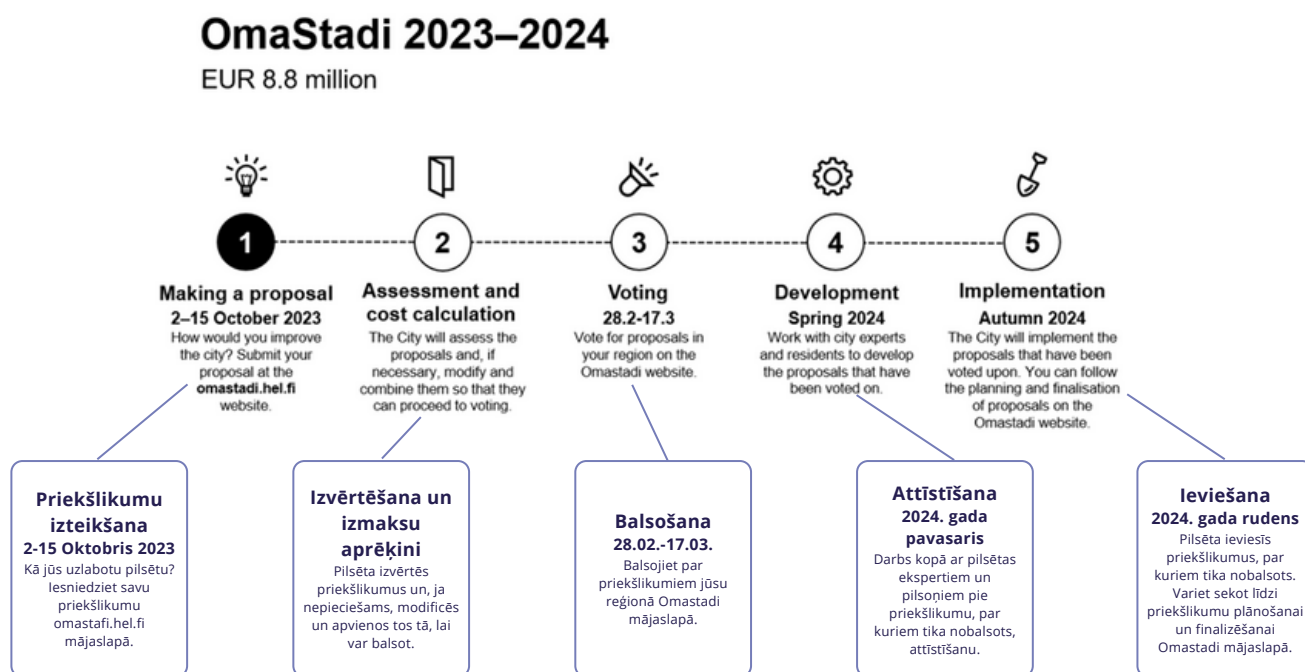 OmaStadi 2023–2024
EUR 8.8 million
1
2
3
4
5
Making a proposal
2–15 October 2023
How would you improve
the city? Submit your
proposal at the
omastadi.hel.fi
website.
Assessment and
cost calculation
The City will assess the
proposals and, if
necessary, modify and
combine them so that they
can proceed to voting.
Voting
28.2-17.3
Vote for proposals in
your region on the
Omastadi website.
Development
Spring 2024
Work with city experts
and residents to develop
the proposals that have
been voted on.
Implementation
Autumn 2024
The City will implement the
proposals that have been
voted upon. You can follow
the planning and finalisation
of proposals on the
Omastadi website.
Priekšlikumu
izteikšana
2-15 Oktobris 2023
Kā jūs uzlabotu pilsētu?
Iesniedziet savu
priekšlikumu
omastafi.hel.fi
mājaslapā.
Izvērtēšana un
izmaksu
aprēķini
Pilsēta izvērtēs
priekšlikumus un, ja
nepieciešams, modificēs
un apvienos tos tā, lai
var balsot.
Balsošana
28.02.-17.03.
Balsojiet par
priekšlikumiem jūsu
reģionā Omastadi
mājaslapā.
Attīstīšana
2024. gada
pavasaris
Darbs kopā ar pilsētas
ekspertiem un
pilsoņiem pie
priekšlikumu, par
kuriem tika nobalsots,
attīstīšanu.
Ieviešana
2024. gada rudens
Pilsēta ieviesīs
priekšlikumus, par
kuriem tika nobalsots.
Variet sekot līdzi
priekšlikumu plānošanai
un finalizēšanai
Omastadi mājaslapā.